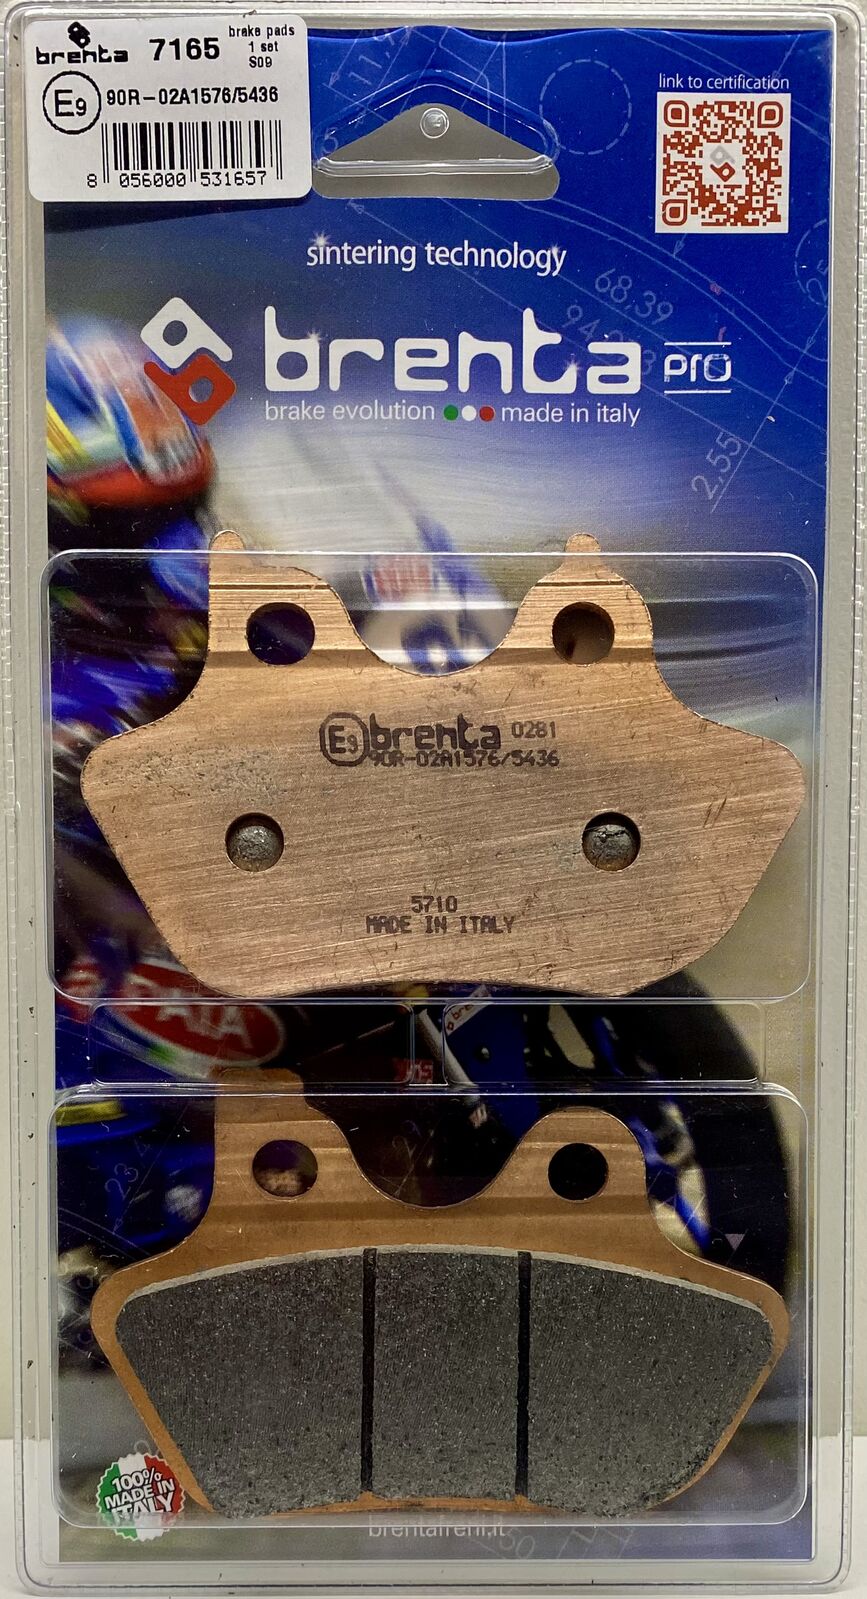 brenta 7165 brake pads
1 set
S09
E9 90R-02A1576/5436
8 056000 531657
link to certification
sintering technology
68,39
brenta pro
brake evolution made in italy
2,55
E9 brenta 0281
90R-02A1576/5436
5710
MADE IN ITALY
23,4
100%
MADE IN
ITALY
brentafreni.it